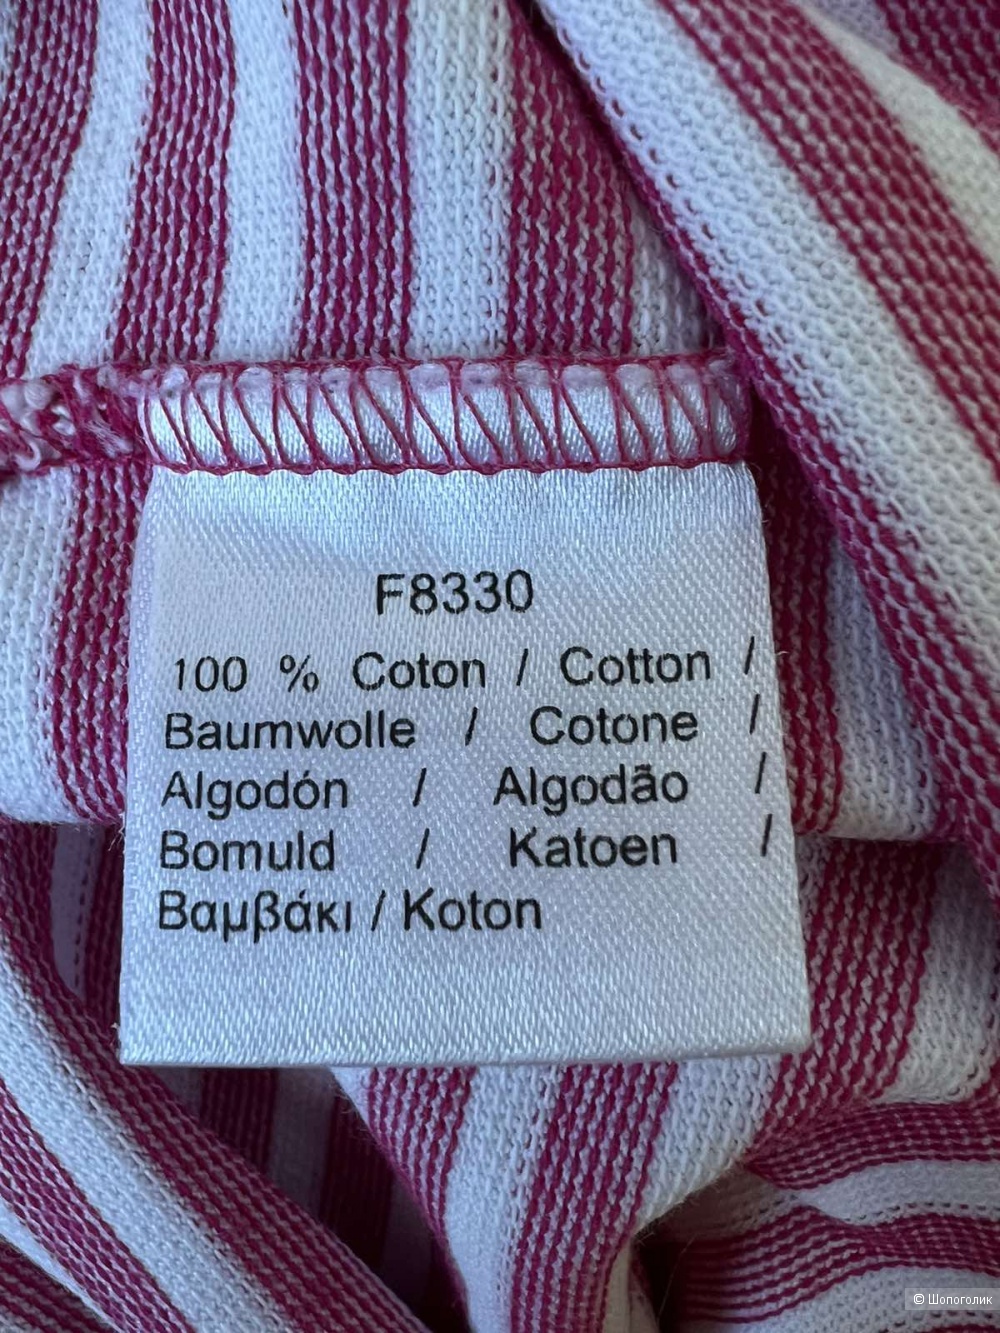 F8330
100 % Coton / Cotton /
Baumwolle / Cotone /
Algodón / Algodão /
Bomuld / Katoen /
Βαμβάκι / Koton
© Шопоголик